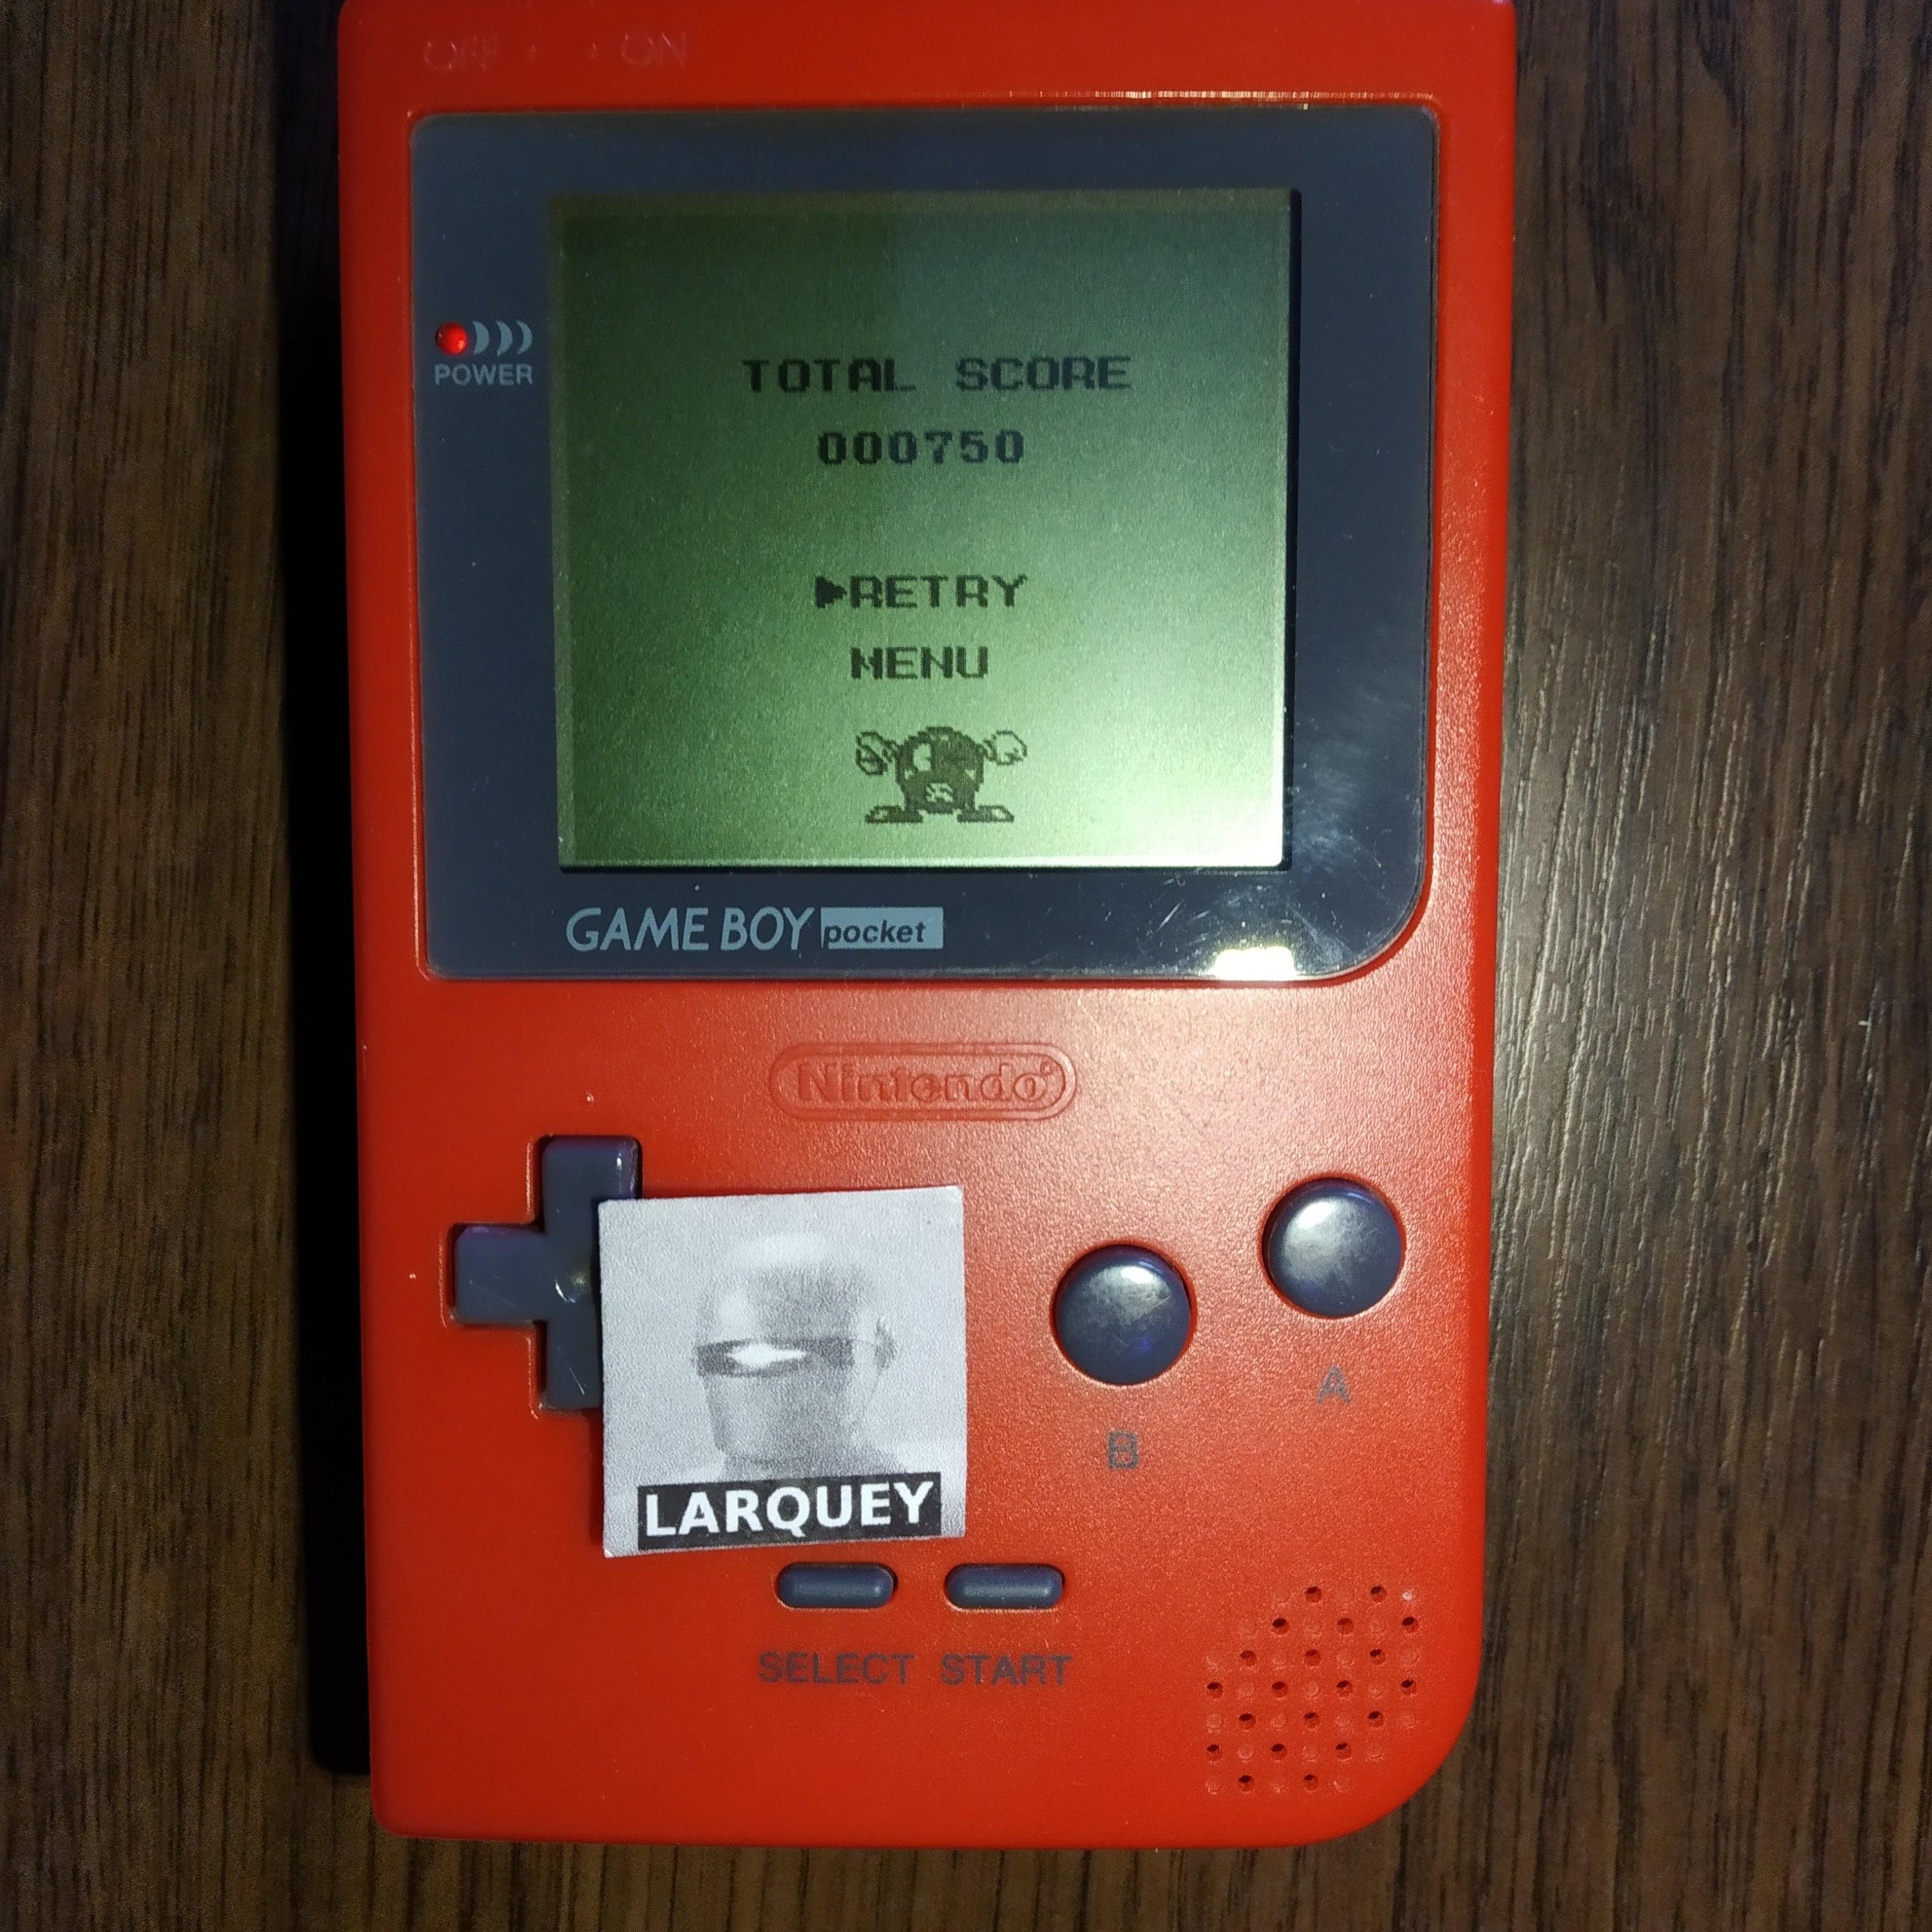 OFF ON
TOTAL SCORE
000750
▶RETRY
MENU
POWER
GAME BOY pocket
Nintendo®
A
B
LARQUEY
SELECT START